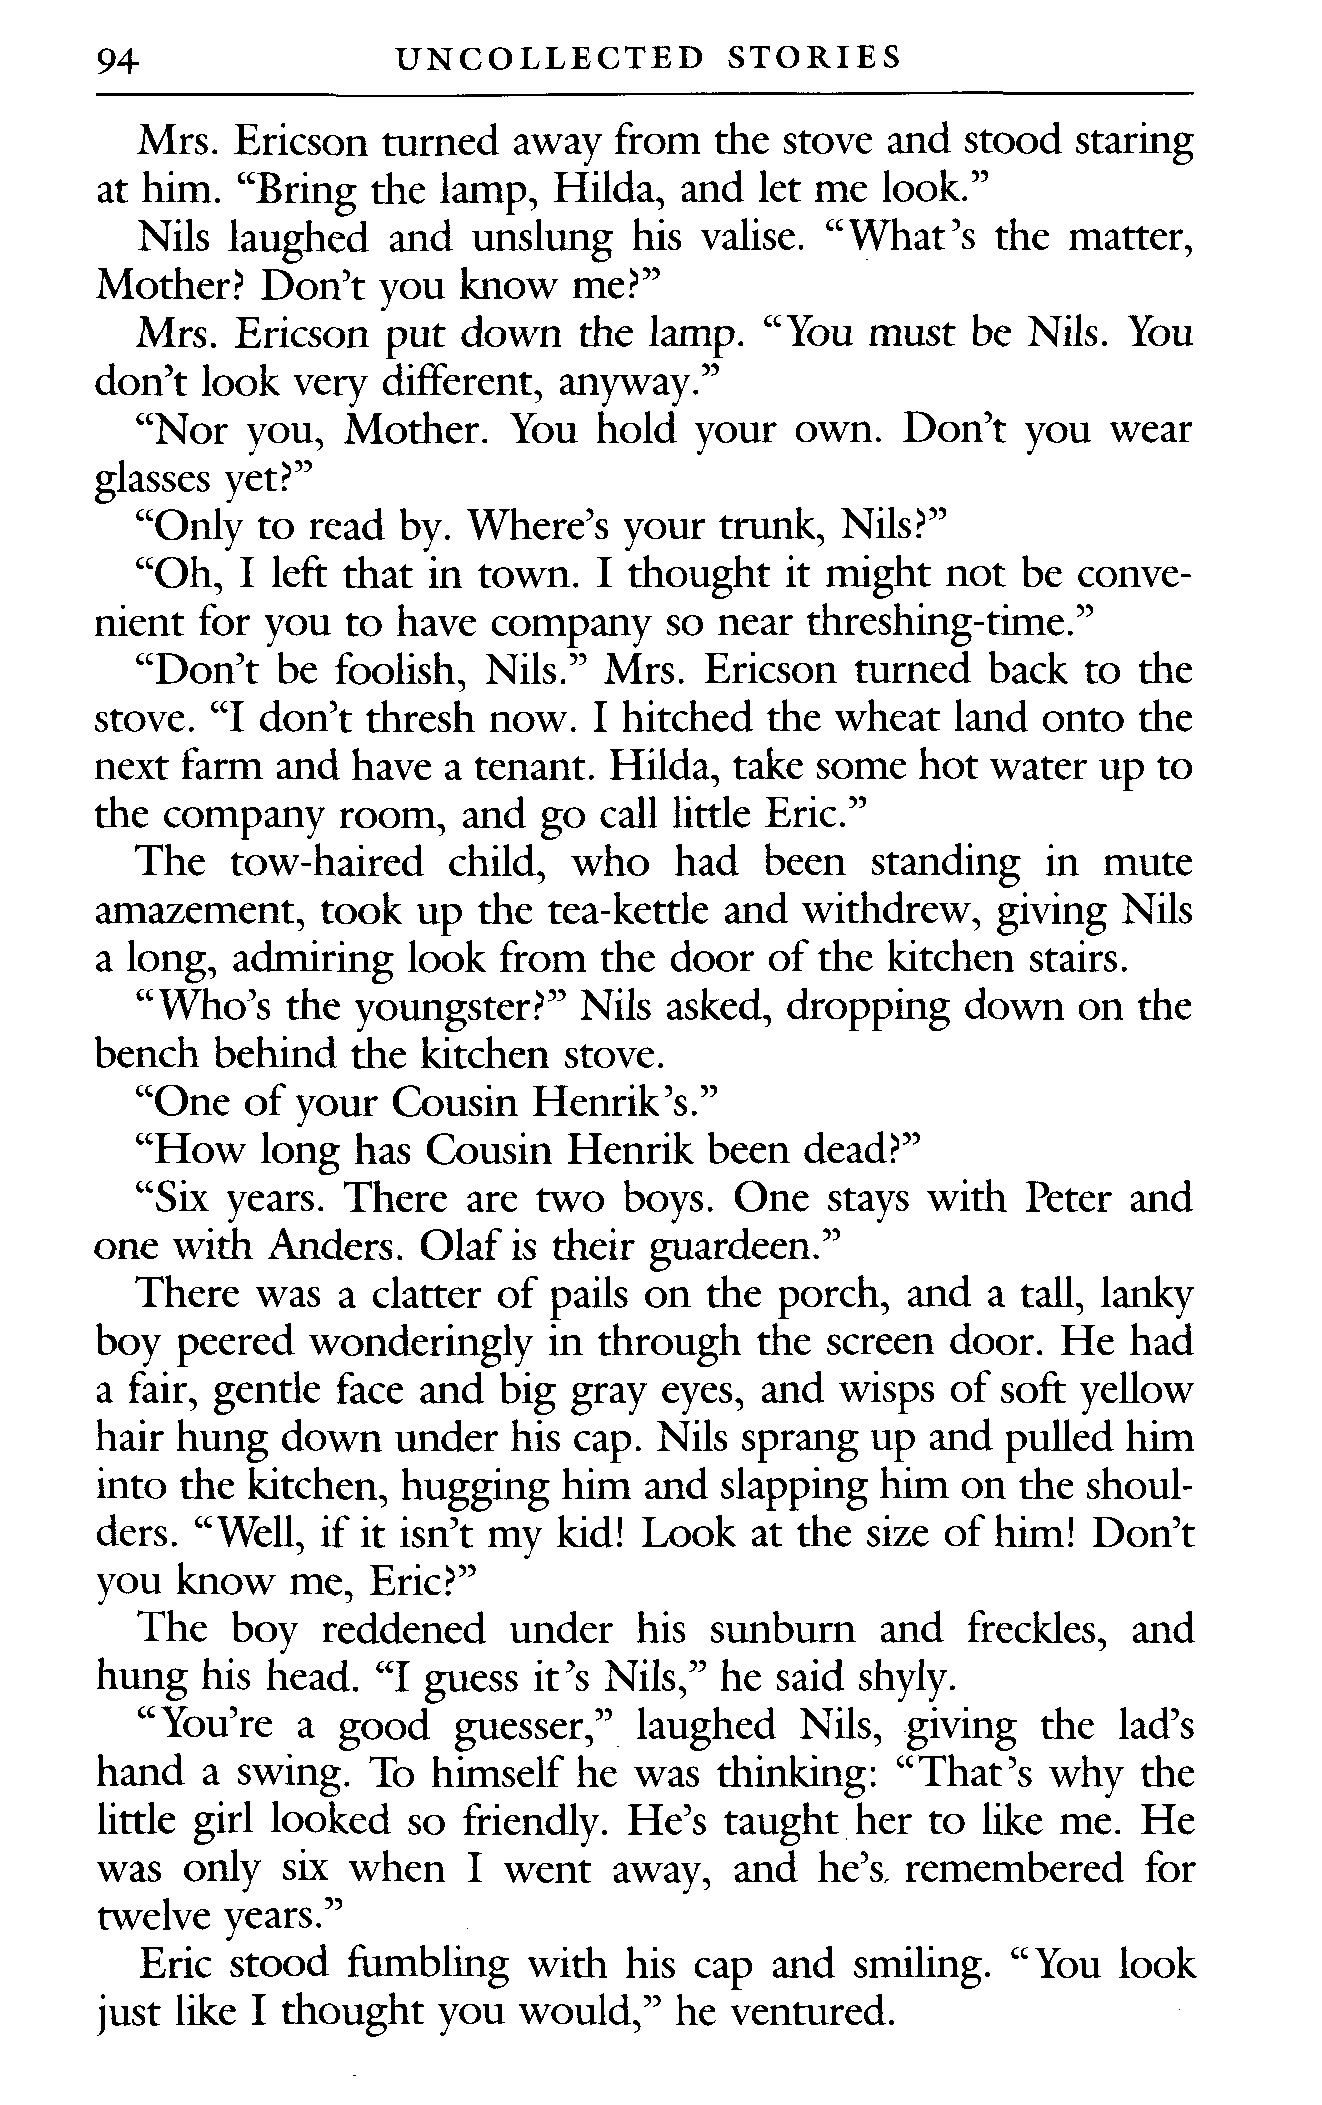 94 UNCOLLECTED STORIES
Mrs. Ericson turned away from the stove and stood staring
at him. “Bring the lamp, Hilda, and let me look.”
Nils laughed and unslung his valise. “What’s the matter,
Mother? Don’t you know me?”
Mrs. Ericson put down the lamp. “You must be Nils. You
don’t look very different, anyway.”
“Nor you, Mother. You hold your own. Don’t you wear
glasses yet?”
“Only to read by. Where’s your trunk, Nils?”
“Oh, I left that in town. I thought it might not be conve-
nient for you to have company so near threshing-time.”
“Don’t be foolish, Nils.” Mrs. Ericson turned back to the
stove. “I don’t thresh now. I hitched the wheat land onto the
next farm and have a tenant. Hilda, take some hot water up to
the company room, and go call little Eric.”
The tow-haired child, who had been standing in mute
amazement, took up the tea-kettle and withdrew, giving Nils
a long, admiring look from the door of the kitchen stairs.
“Who’s the youngster?” Nils asked, dropping down on the
bench behind the kitchen stove.
“One of your Cousin Henrik’s.”
“How long has Cousin Henrik been dead?”
“Six years. There are two boys. One stays with Peter and
one with Anders. Olaf is their guardeen.”
There was a clatter of pails on the porch, and a tall, lanky
boy peered wonderingly in through the screen door. He had
a fair, gentle face and big gray eyes, and wisps of soft yellow
hair hung down under his cap. Nils sprang up and pulled him
into the kitchen, hugging him and slapping him on the shoul-
ders. “Well, if it isn’t my kid! Look at the size of him! Don’t
you know me, Eric?”
The boy reddened under his sunburn and freckles, and
hung his head. “I guess it’s Nils,” he said shyly.
“You’re a good guesser,” laughed Nils, giving the lad’s
hand a swing. To himself he was thinking: “That’s why the
little girl looked so friendly. He’s taught her to like me. He
was only six when I went away, and he’s remembered for
twelve years.”
Eric stood fumbling with his cap and smiling. “You look
just like I thought you would,” he ventured.